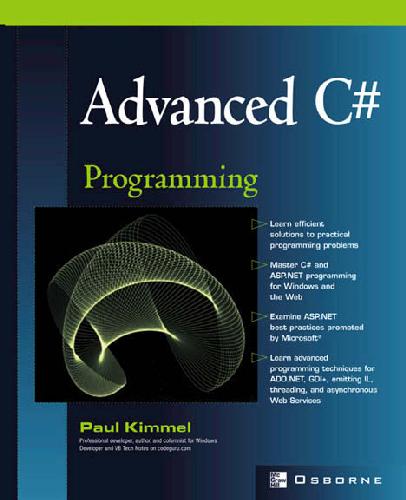 Advanced C#
Programming
Learn efficient
solutions to practical
programming problems
Master C# and
ASP.NET programming
for Windows and
the Web
Examine ASP.NET
best practices promoted
by Microsoft®
Learn advanced
programming techniques for
ADO.NET, GDI+, emitting IL,
threading, and asynchronous
Web Services
Paul Kimmel
Professional developer, author and columnist for Windows
Developer and VB Tech Notes on codeguru.com
Mc
Graw
Hill
OSBORNE